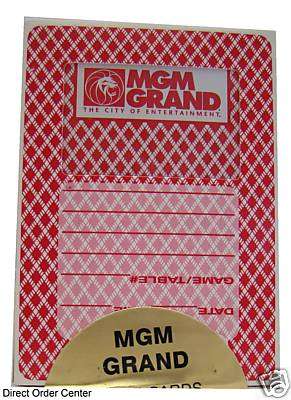 MGM
GRAND
THE CITY OF ENTERTAINMENT.
GAME/TABLE#
DATE
MGM
GRAND
CARDS
Direct Order Center